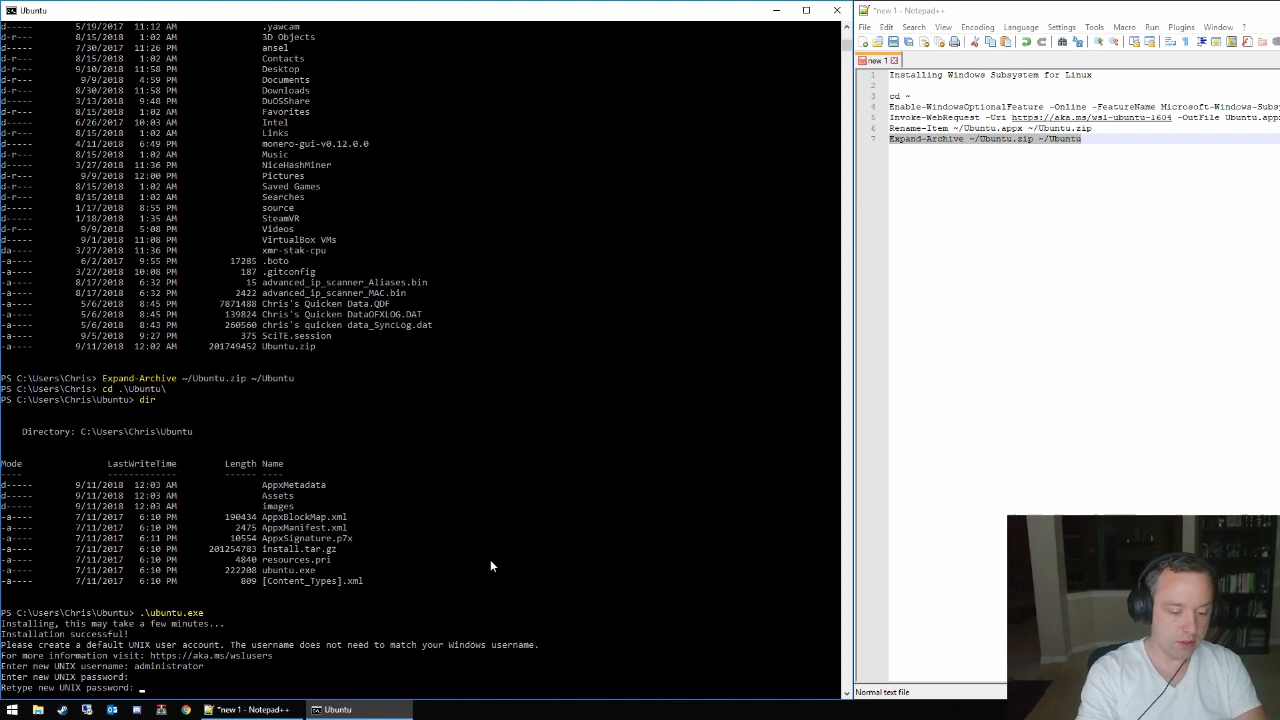 Ubuntu
d----- 5/19/2017 11:12 AM .yawcam
d-r--- 8/15/2018 1:02 AM 3D Objects
d----- 7/30/2017 11:26 PM ansel
d-r--- 8/15/2018 1:02 AM Contacts
d-r--- 9/10/2018 11:58 PM Desktop
d-r--- 9/9/2018 4:59 PM Documents
d-r--- 8/30/2018 11:58 PM Downloads
d----- 3/13/2018 9:48 PM DuOSShare
d-r--- 8/15/2018 1:02 AM Favorites
d----- 6/26/2017 10:03 AM Intel
d-r--- 8/15/2018 1:02 AM Links
d----- 4/11/2018 6:49 PM monero-gui-v0.12.0.0
d-r--- 8/15/2018 1:02 AM Music
d----- 3/27/2018 11:36 PM NiceHashMiner
d-r--- 9/9/2018 12:00 PM Pictures
d-r--- 8/15/2018 1:02 AM Saved Games
d-r--- 8/15/2018 1:02 AM Searches
d----- 1/17/2018 8:55 PM source
d----- 1/18/2018 1:35 AM SteamVR
d-r--- 9/9/2018 5:08 PM Videos
d----- 9/1/2018 11:08 PM VirtualBox VMs
da---- 3/27/2018 11:36 PM xmr-stak-cpu
-a---- 6/2/2017 9:55 PM 17285 .boto
-a---- 3/27/2018 10:08 PM 187 .gitconfig
-a---- 8/17/2018 6:32 PM 15 advanced_ip_scanner_Aliases.bin
-a---- 8/17/2018 6:32 PM 2422 advanced_ip_scanner_MAC.bin
-a---- 5/6/2018 8:45 PM 7871488 Chris's Quicken Data.QDF
-a---- 5/6/2018 8:45 PM 139824 Chris's Quicken DataOFXLOG.DAT
-a---- 5/6/2018 8:43 PM 260560 chris's quicken data_SyncLog.dat
-a---- 9/5/2018 9:27 PM 375 SciTE.session
-a---- 9/11/2018 12:02 AM 201749452 Ubuntu.zip
PS C:\Users\Chris> Expand-Archive ~/Ubuntu.zip ~/Ubuntu
PS C:\Users\Chris> cd .\Ubuntu\
PS C:\Users\Chris\Ubuntu> dir
Directory: C:\Users\Chris\Ubuntu
Mode LastWriteTime Length Name
---- ------------- ------ ----
d----- 9/11/2018 12:03 AM AppxMetadata
d----- 9/11/2018 12:03 AM Assets
d----- 9/11/2018 12:03 AM images
-a---- 7/11/2017 6:10 PM 190434 AppxBlockMap.xml
-a---- 7/11/2017 6:10 PM 2475 AppxManifest.xml
-a---- 7/11/2017 6:11 PM 10554 AppxSignature.p7x
-a---- 7/11/2017 6:10 PM 201254783 install.tar.gz
-a---- 7/11/2017 6:10 PM 4840 resources.pri
-a---- 7/11/2017 6:10 PM 222208 ubuntu.exe
-a---- 7/11/2017 6:10 PM 809 [Content_Types].xml
PS C:\Users\Chris\Ubuntu> .\ubuntu.exe
Installing, this may take a few minutes...
Installation successful!
Please create a default UNIX user account. The username does not need to match your Windows username.
For more information visit: https://aka.ms/wslusers
Enter new UNIX username: administrator
Enter new UNIX password:
Retype new UNIX password: _
*new 1 - Notepad++
File Edit Search View Encoding Language Settings Tools Macro Run Plugins Window ?
new 1
1 Installing Windows Subsystem for Linux
2
3 cd ~
4 Enable-WindowsOptionalFeature -Online -FeatureName Microsoft-Windows-Subs
5 Invoke-WebRequest -Uri https://aka.ms/wsl-ubuntu-1604 -OutFile Ubuntu.app
6 Rename-Item ~/Ubuntu.appx ~/Ubuntu.zip
7 Expand-Archive ~/Ubuntu.zip ~/Ubuntu
Normal text file
*new 1 - Notepad++
Ubuntu